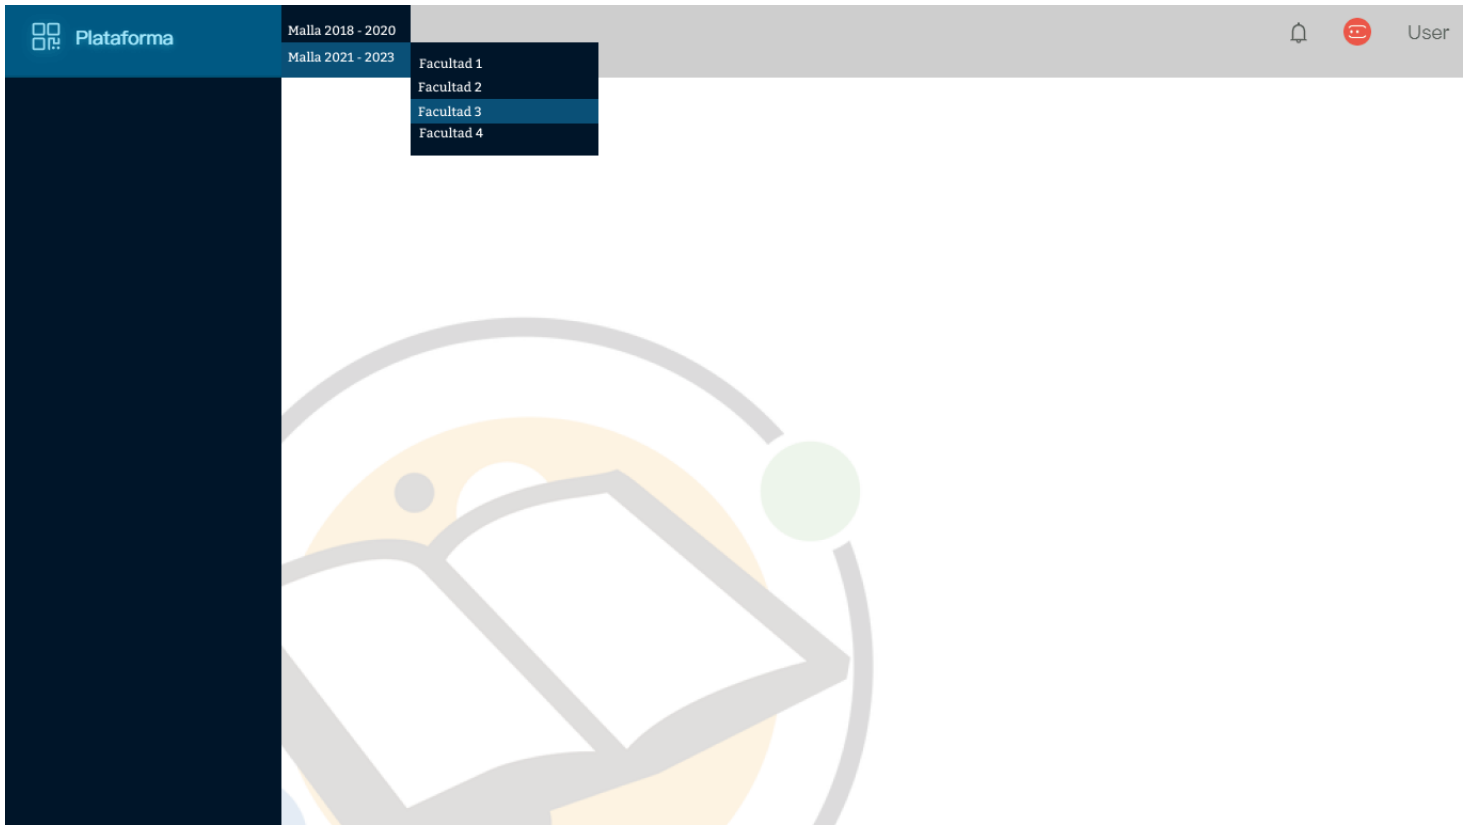 Plataforma
Malla 2018 - 2020
User
Malla 2021 - 2023
Facultad 1
Facultad 2
Facultad 3
Facultad 4